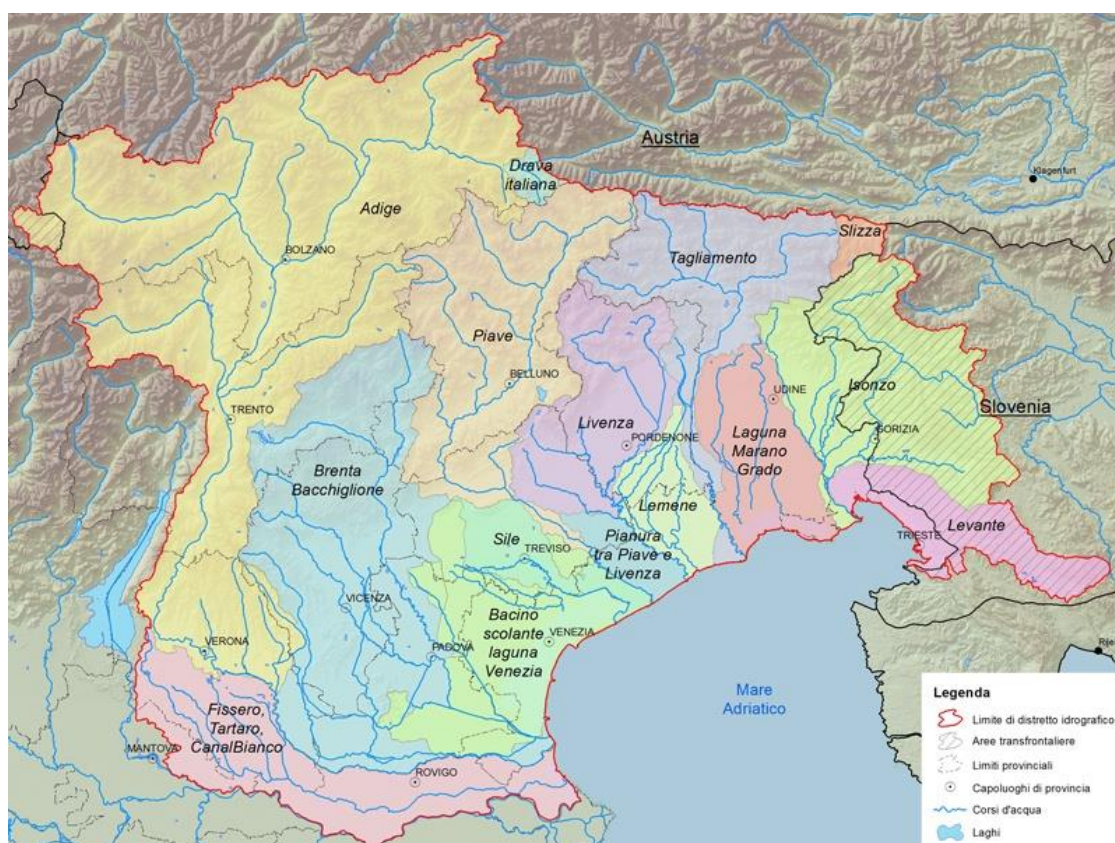 Austria
Klagenfurt
Drava
italiana
Adige
Slizza
BOLZANO
Tagliamento
Piave
BELLUNO
Isonzo
UDINE
Slovenia
TRENTO
Livenza
PORDENONE
GORIZIA
Laguna
Marano
Grado
Brenta
Bacchiglione
Lemene
Levante
TRIESTE
Sile
TREVISO
Pianura
tra Piave e
Livenza
VICENZA
Bacino
scolante
laguna
Venezia
VENEZIA
VERONA
PADOVA
Mare
Adriatico
Fissero,
Tartaro,
CanalBianco
MANTOVA
ROVIGO
Legenda
Limite di distretto idrografico
Aree transfrontaliere
Limiti provinciali
Capoluoghi di provincia
Corsi d'acqua
Laghi